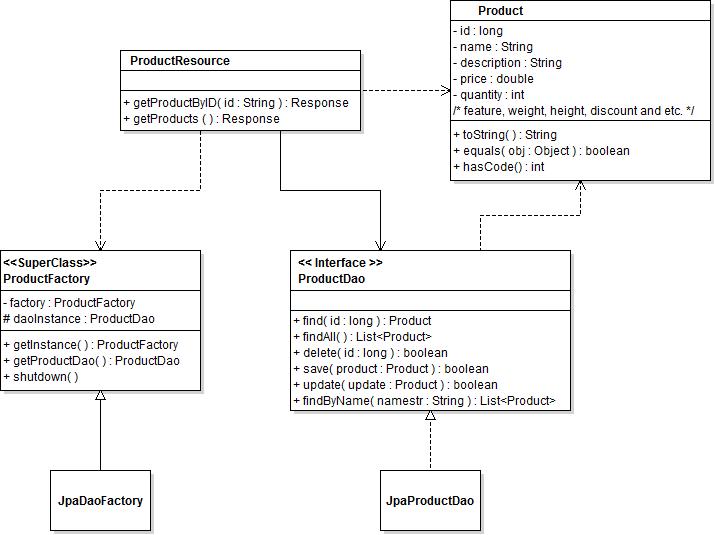 Product
- id : long
- name : String
- description : String
- price : double
- quantity : int
/* feature, weight, height, discount and etc. */
+ toString( ) : String
+ equals( obj : Object ) : boolean
+ hasCode() : int
ProductResource
+ getProductByID( id : String ) : Response
+ getProducts ( ) : Response
<<SuperClass>>
ProductFactory
- factory : ProductFactory
# daoInstance : ProductDao
+ getInstance( ) : ProductFactory
+ getProductDao( ) : ProductDao
+ shutdown( )
<< Interface >>
ProductDao
+ find( id : long ) : Product
+ findAll( ) : List<Product>
+ delete( id : long ) : boolean
+ save( product : Product ) : boolean
+ update( update : Product ) : boolean
+ findByName( namestr : String ) : List<Product>
JpaDaoFactory
JpaProductDao